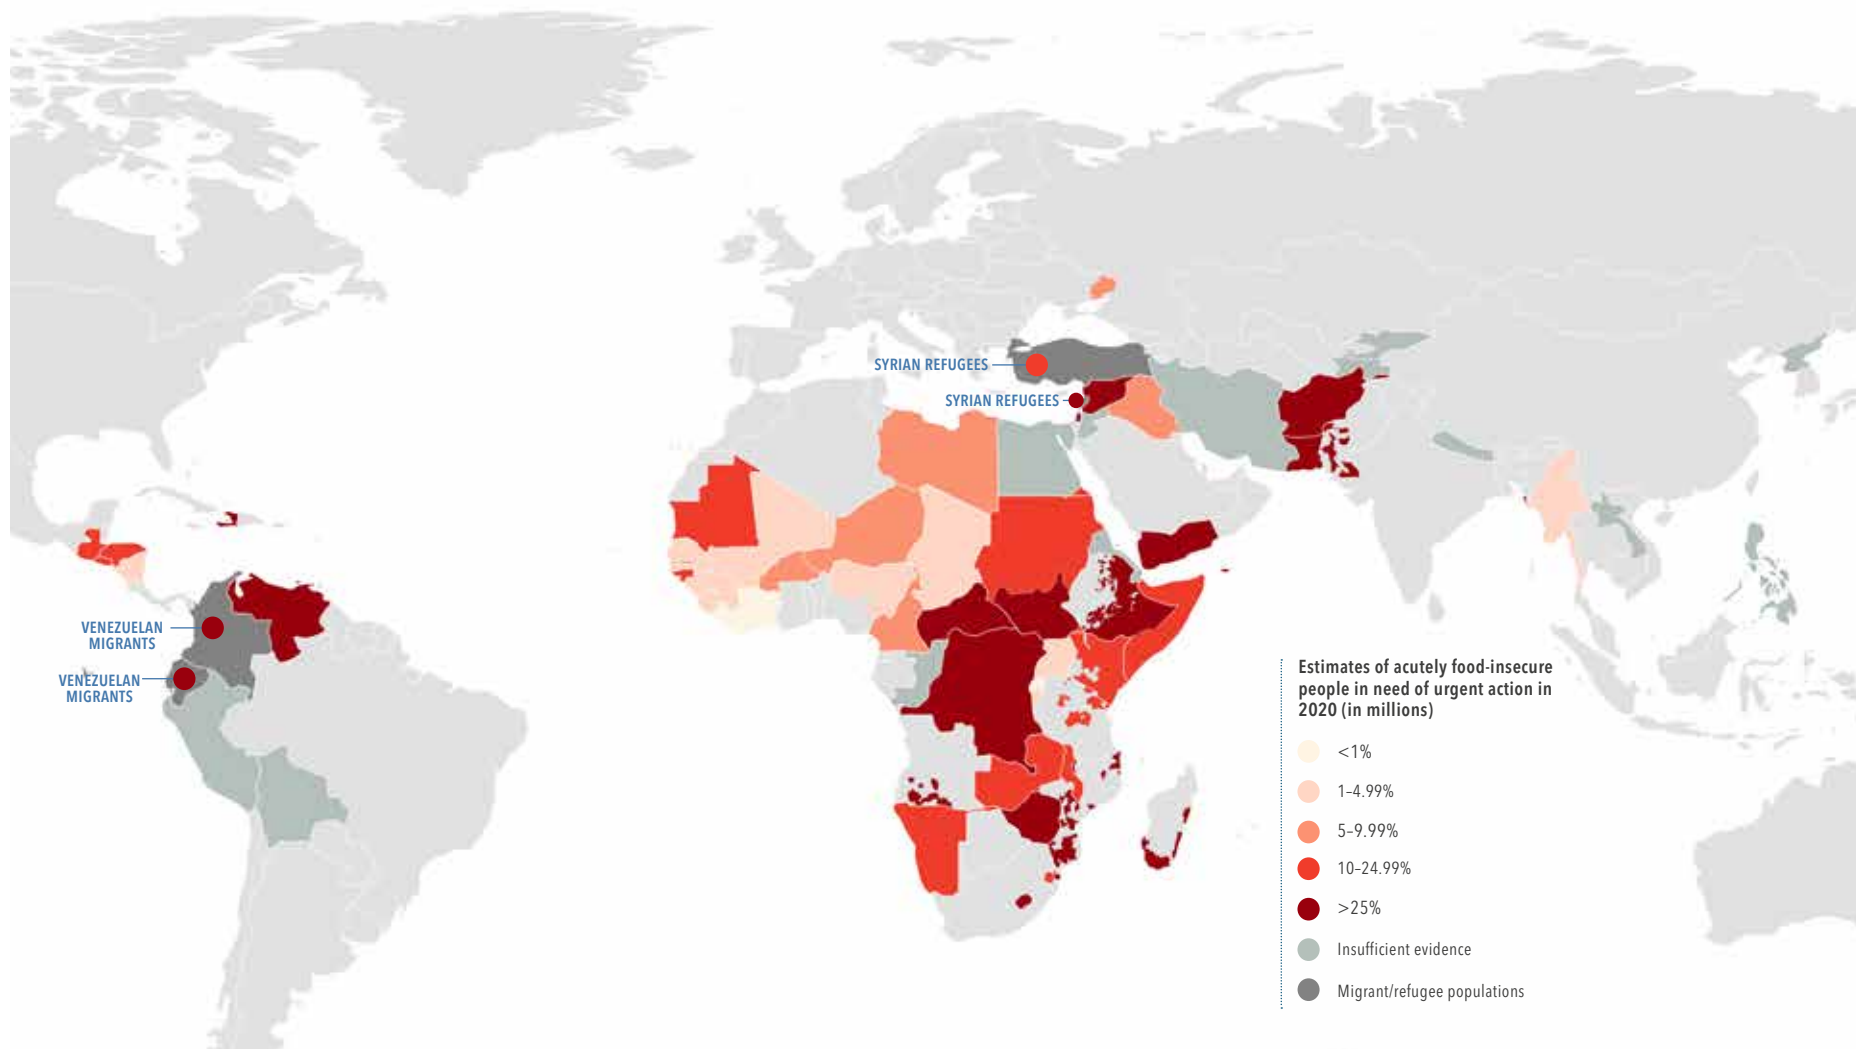 SYRIAN REFUGEES
SYRIAN REFUGEES
VENEZUELAN
MIGRANTS
VENEZUELAN
MIGRANTS
Estimates of acutely food-insecure
people in need of urgent action in
2020 (in millions)
<1%
1–4.99%
5–9.99%
10–24.99%
>25%
Insufficient evidence
Migrant/refugee populations